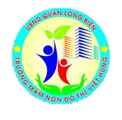 UBND QUẬN LONG BIÊN
TRƯỜNG MẦM NON ĐÔ THỊ VIỆT HƯNG